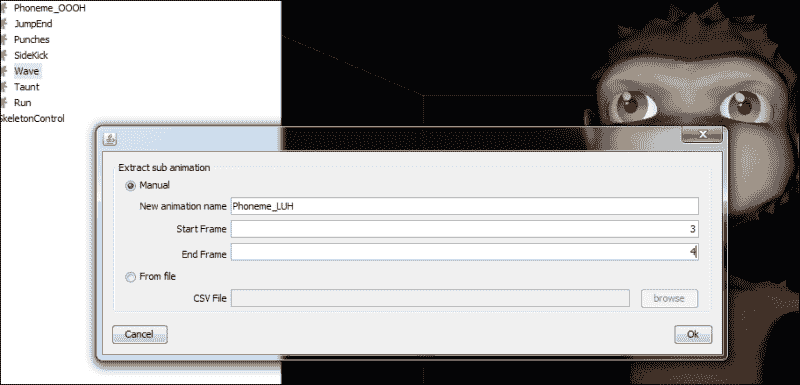 Phoneme_OOOH
JumpEnd
Punches
SideKick
Wave
Taunt
Run
SkeletonControl
X
Extract sub animation
Manual
New animation name Phoneme_LUH
Start Frame 3
End Frame 4
From file
CSV File browse
Cancel Ok